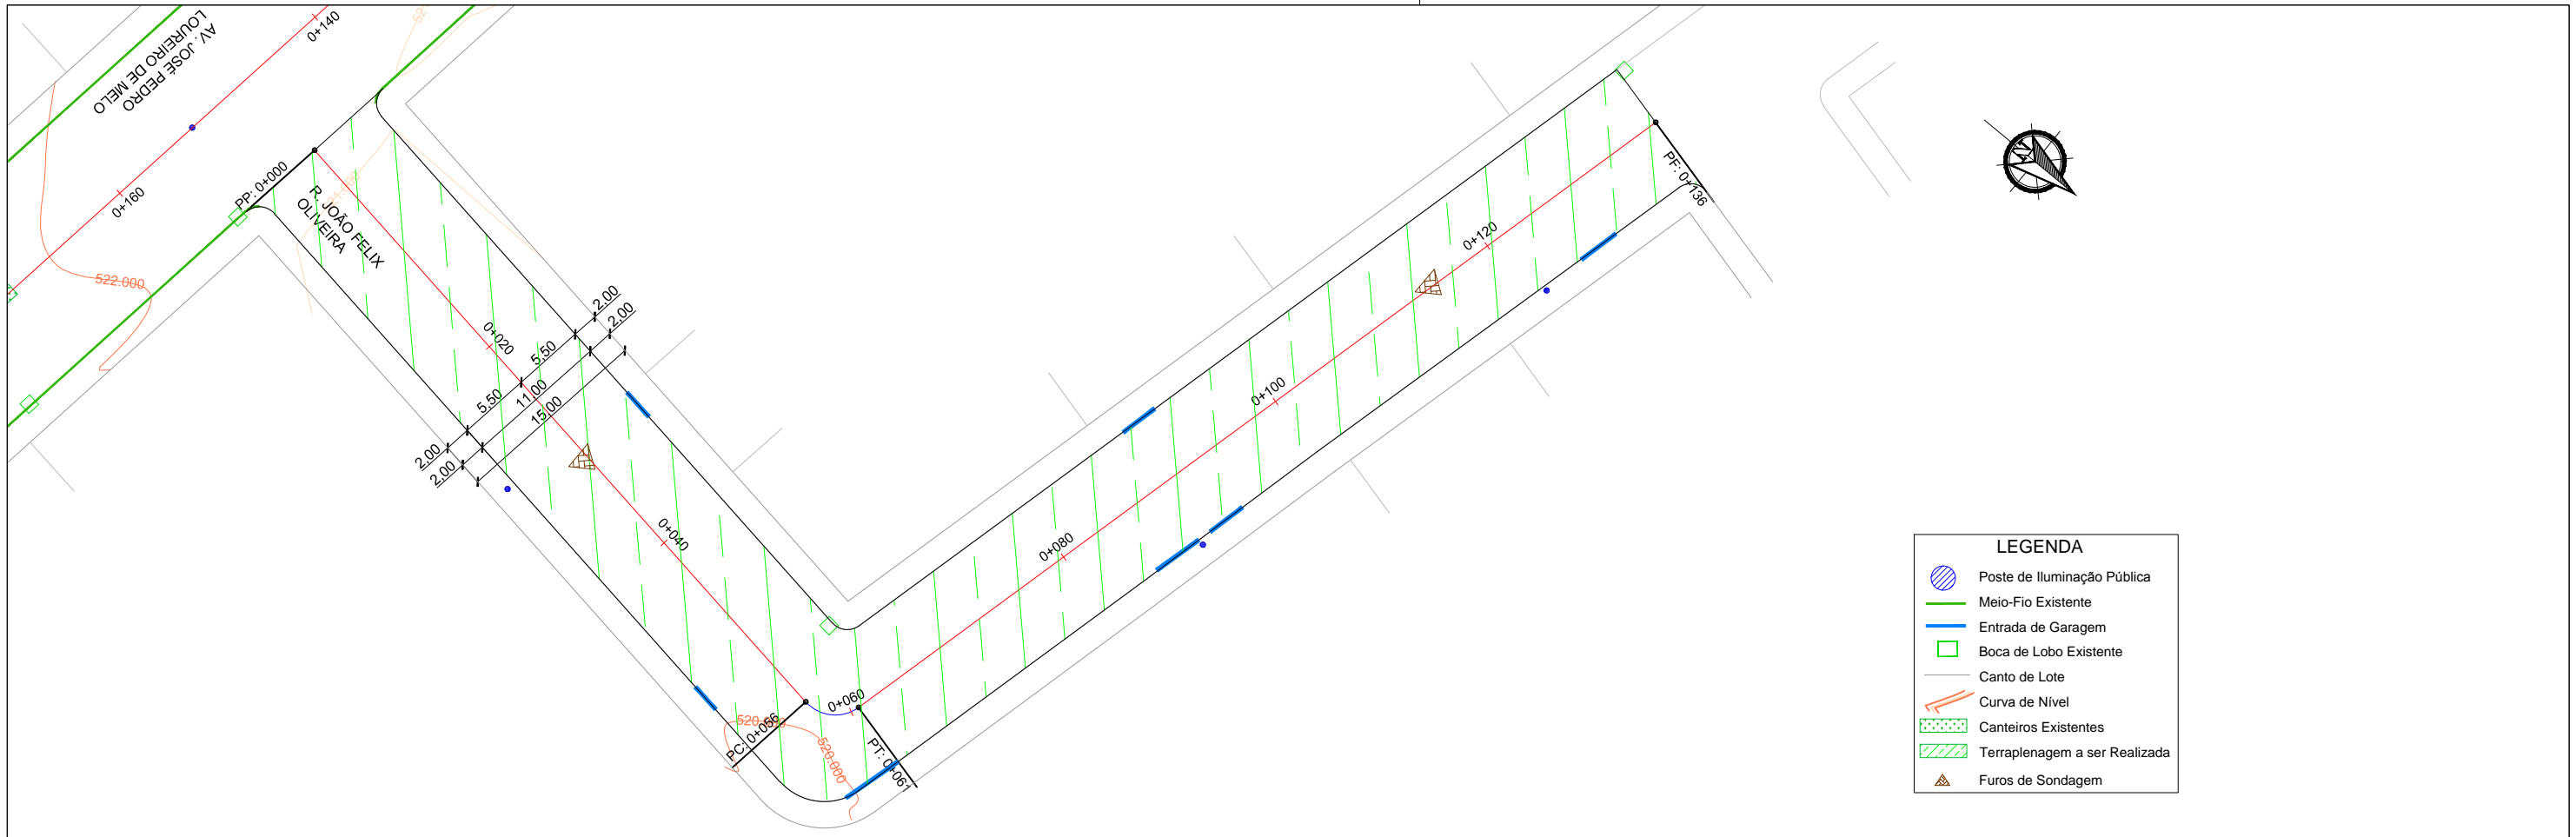 AV. JOSÉ PEDRO
LOUREIRO DE MELO
0+140
0+160
522.000
PP: 0+000
R. JOÃO FELIX
OLIVEIRA
0+020
2,00
2,00
5,50
11,00
15,00
5,50
2,00
2,00
0+040
PC: 0+056
520.000
0+060
PT: 0+061
0+080
0+100
0+120
PF: 0+136
LEGENDA
Poste de Iluminação Pública
Meio-Fio Existente
Entrada de Garagem
Boca de Lobo Existente
Canto de Lote
Curva de Nível
Canteiros Existentes
Terraplenagem a ser Realizada
Furos de Sondagem